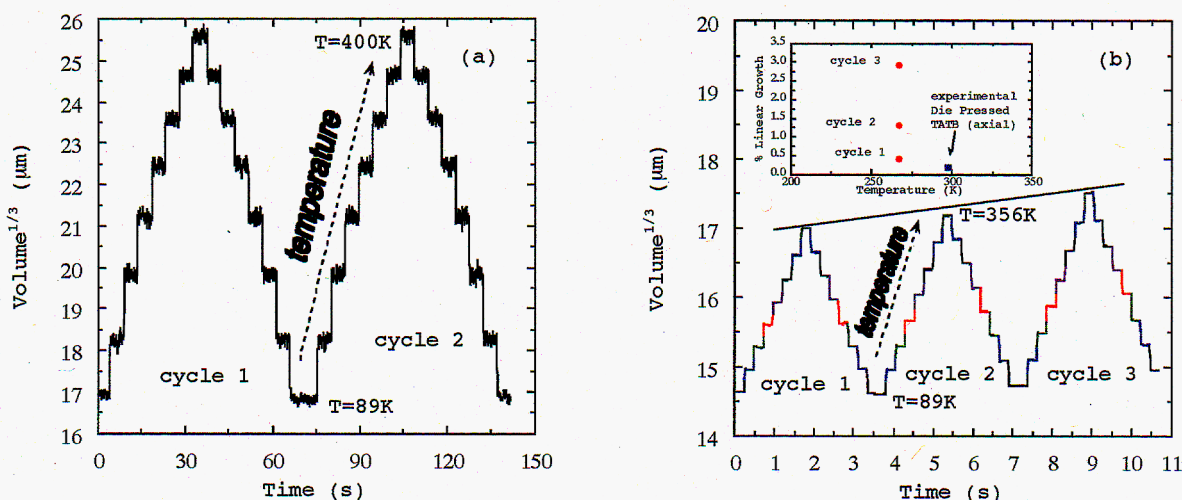 26
25
24
23
22
21
20
19
18
17
16
Volume1/3 (µm)
0
30
60
90
120
150
Time (s)
T=400K
(a)
temperature
cycle 1
cycle 2
T=89K
20
19
18
17
16
15
14
Volume1/3 (µm)
0 1 2 3 4 5 6 7 8 9 10 11
Time (s)
(b)
3.5
3.0
2.5
2.0
1.5
1.0
0.5
0.0
% Linear Growth
200
250
300
350
Temperature (K)
cycle 3
cycle 2
cycle 1
experimental
Die Pressed
TATB (axial)
T=356K
temperature
cycle 1
cycle 2
cycle 3
T=89K